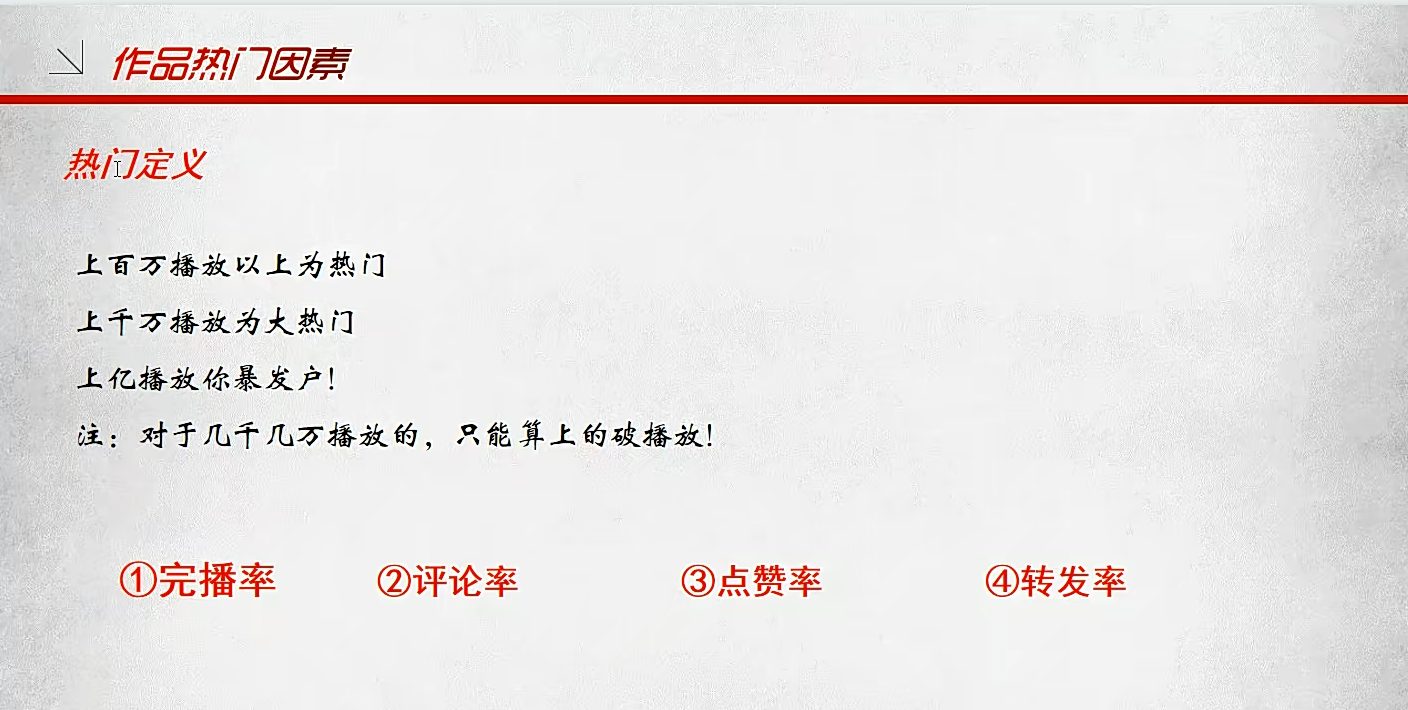 作品热门因素
热门定义
上百万播放以上为热门
上千万播放为大热门
上亿播放你暴发户!
注：对于几千几万播放的，只能算上的破播放!
①完播率 ②评论率 ③点赞率 ④转发率